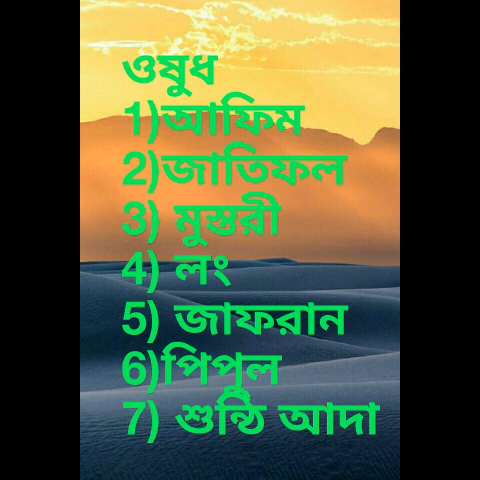 ওষুধ
1)আফিম
2)জাতিফল
3) মুস্তরী
4) লং
5) জাফরান
6)পিপুল
7) শুন্ঠি আদা